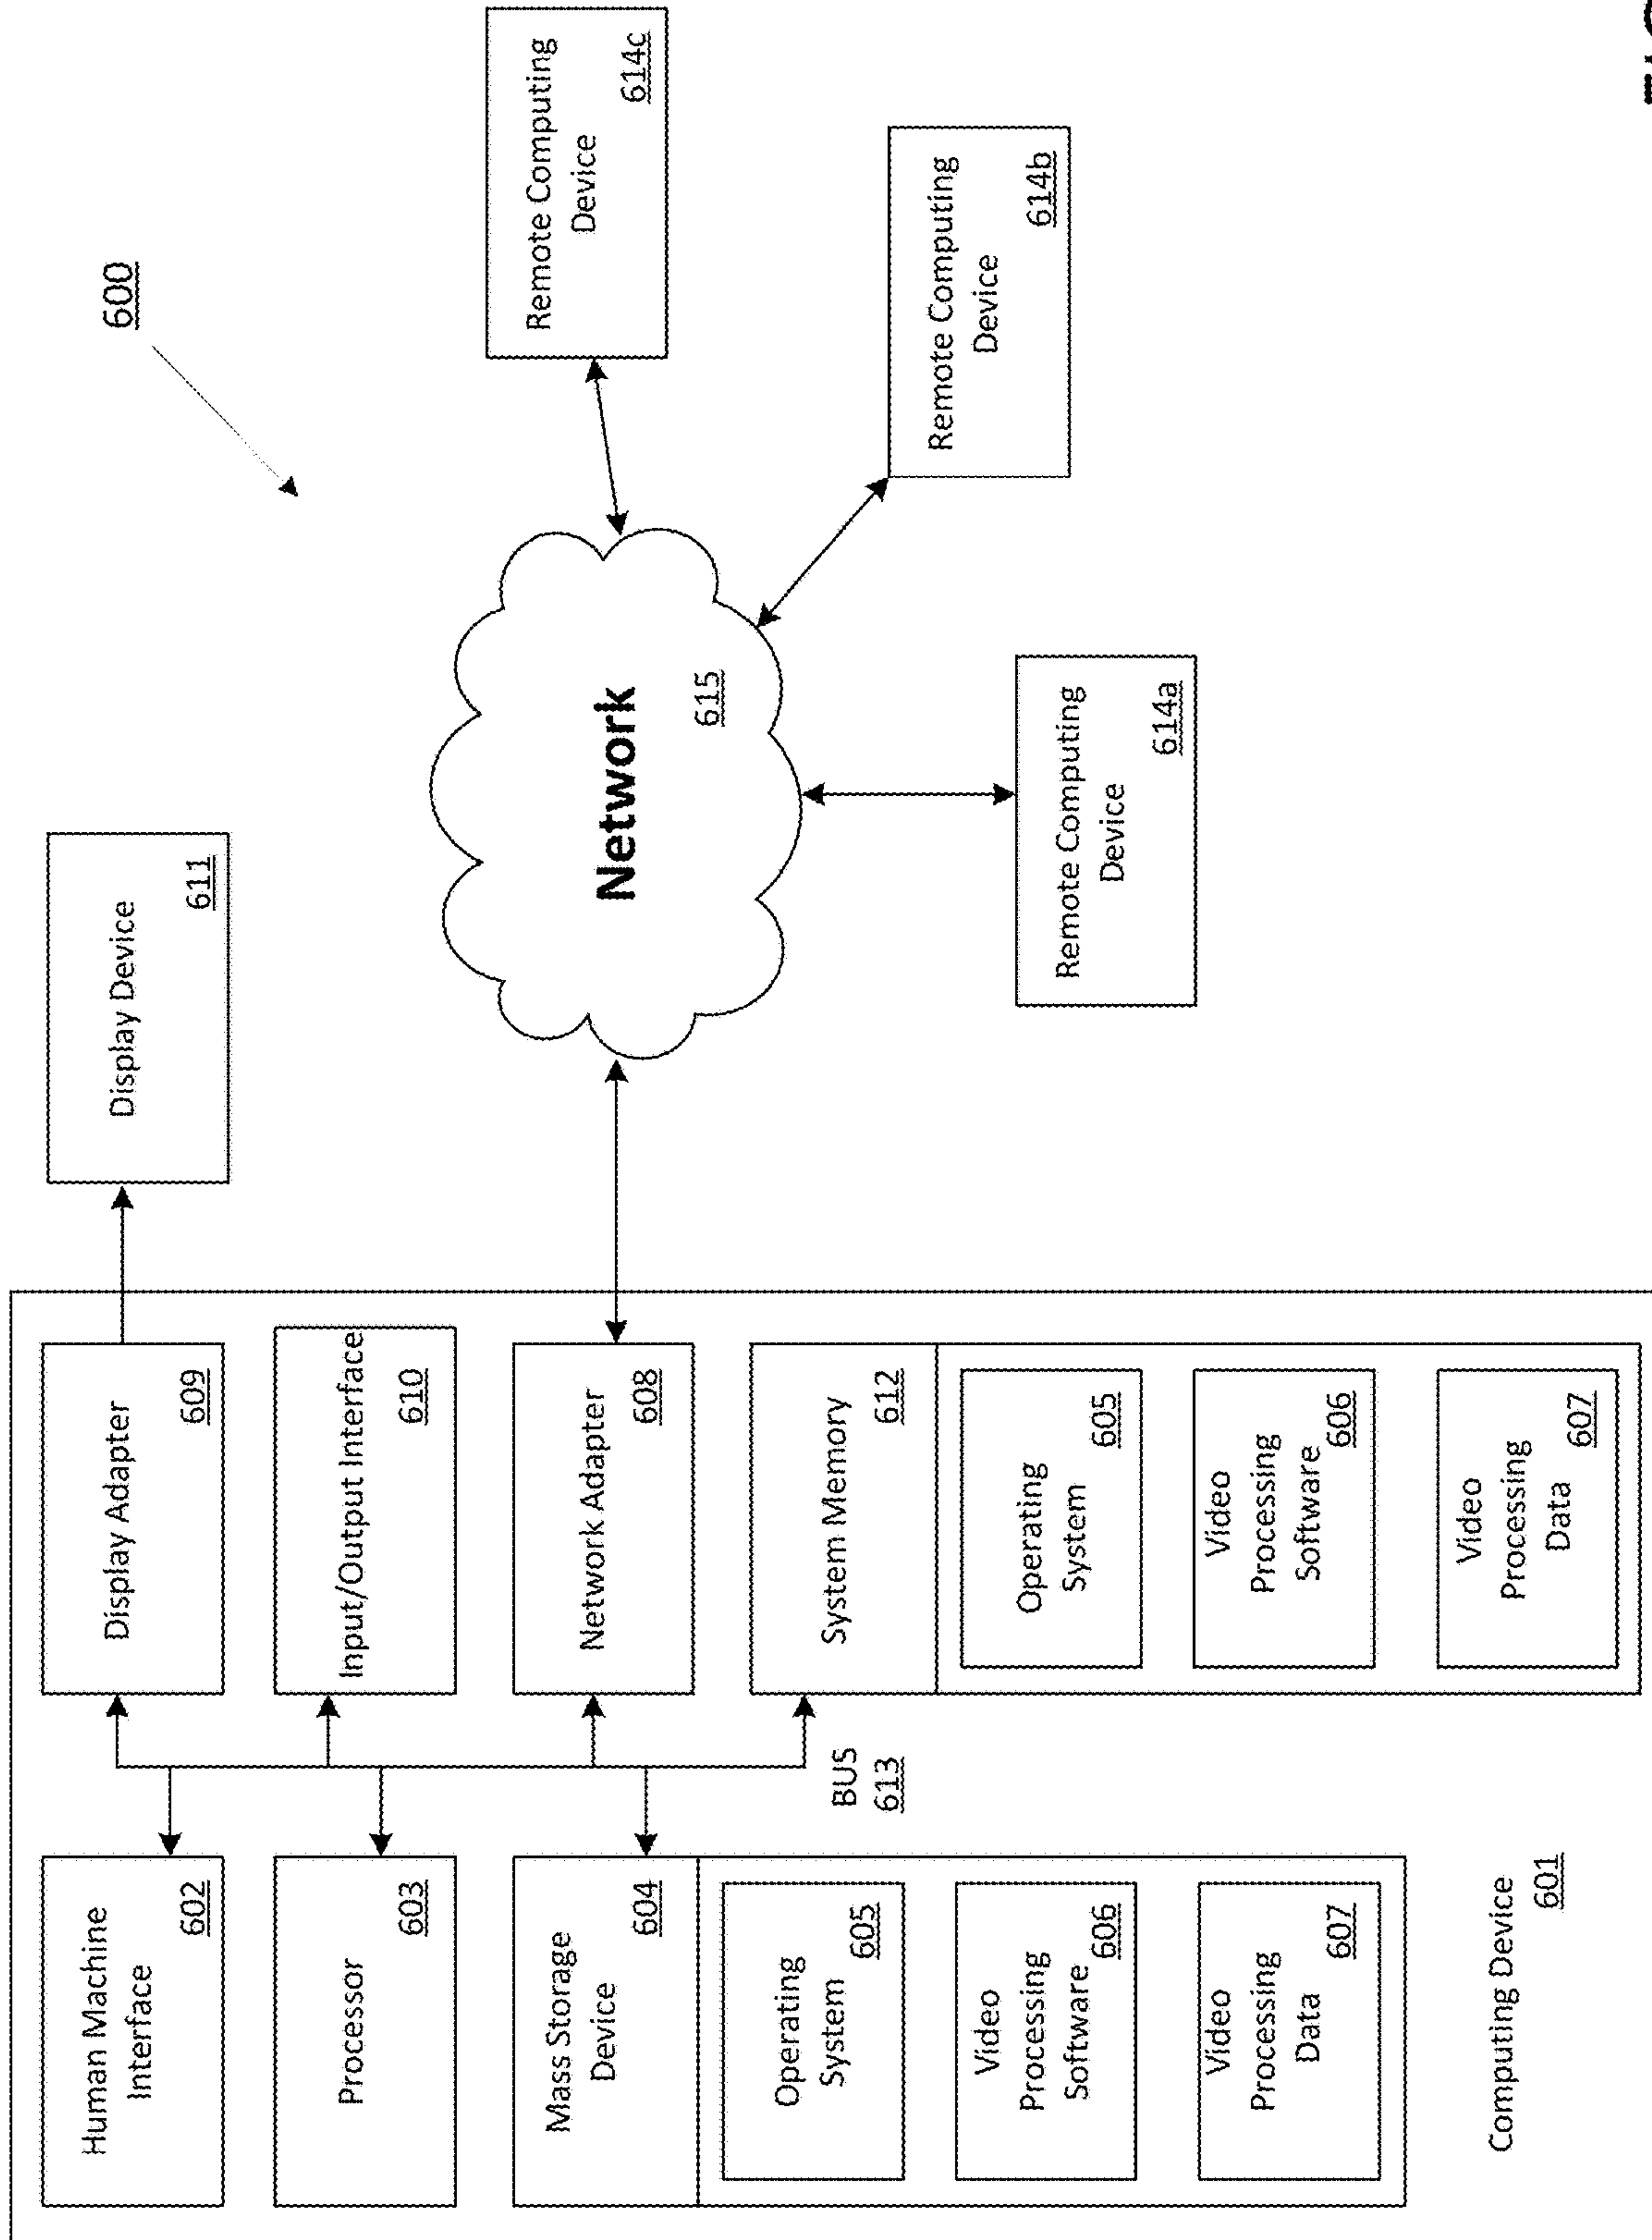 600
Human Machine
Interface
602
Processor
603
Mass Storage
Device
604
Operating
System
605
Video
Processing
Software
606
Video
Processing
Data
607
Computing Device
601
BUS
613
Display Adapter
609
Input/Output Interface
610
Network Adapter
608
System Memory
612
Operating
System
605
Video
Processing
Software
606
Video
Processing
Data
607
Display Device
611
Network
615
Remote Computing
Device
614a
Remote Computing
Device
614b
Remote Computing
Device
614c